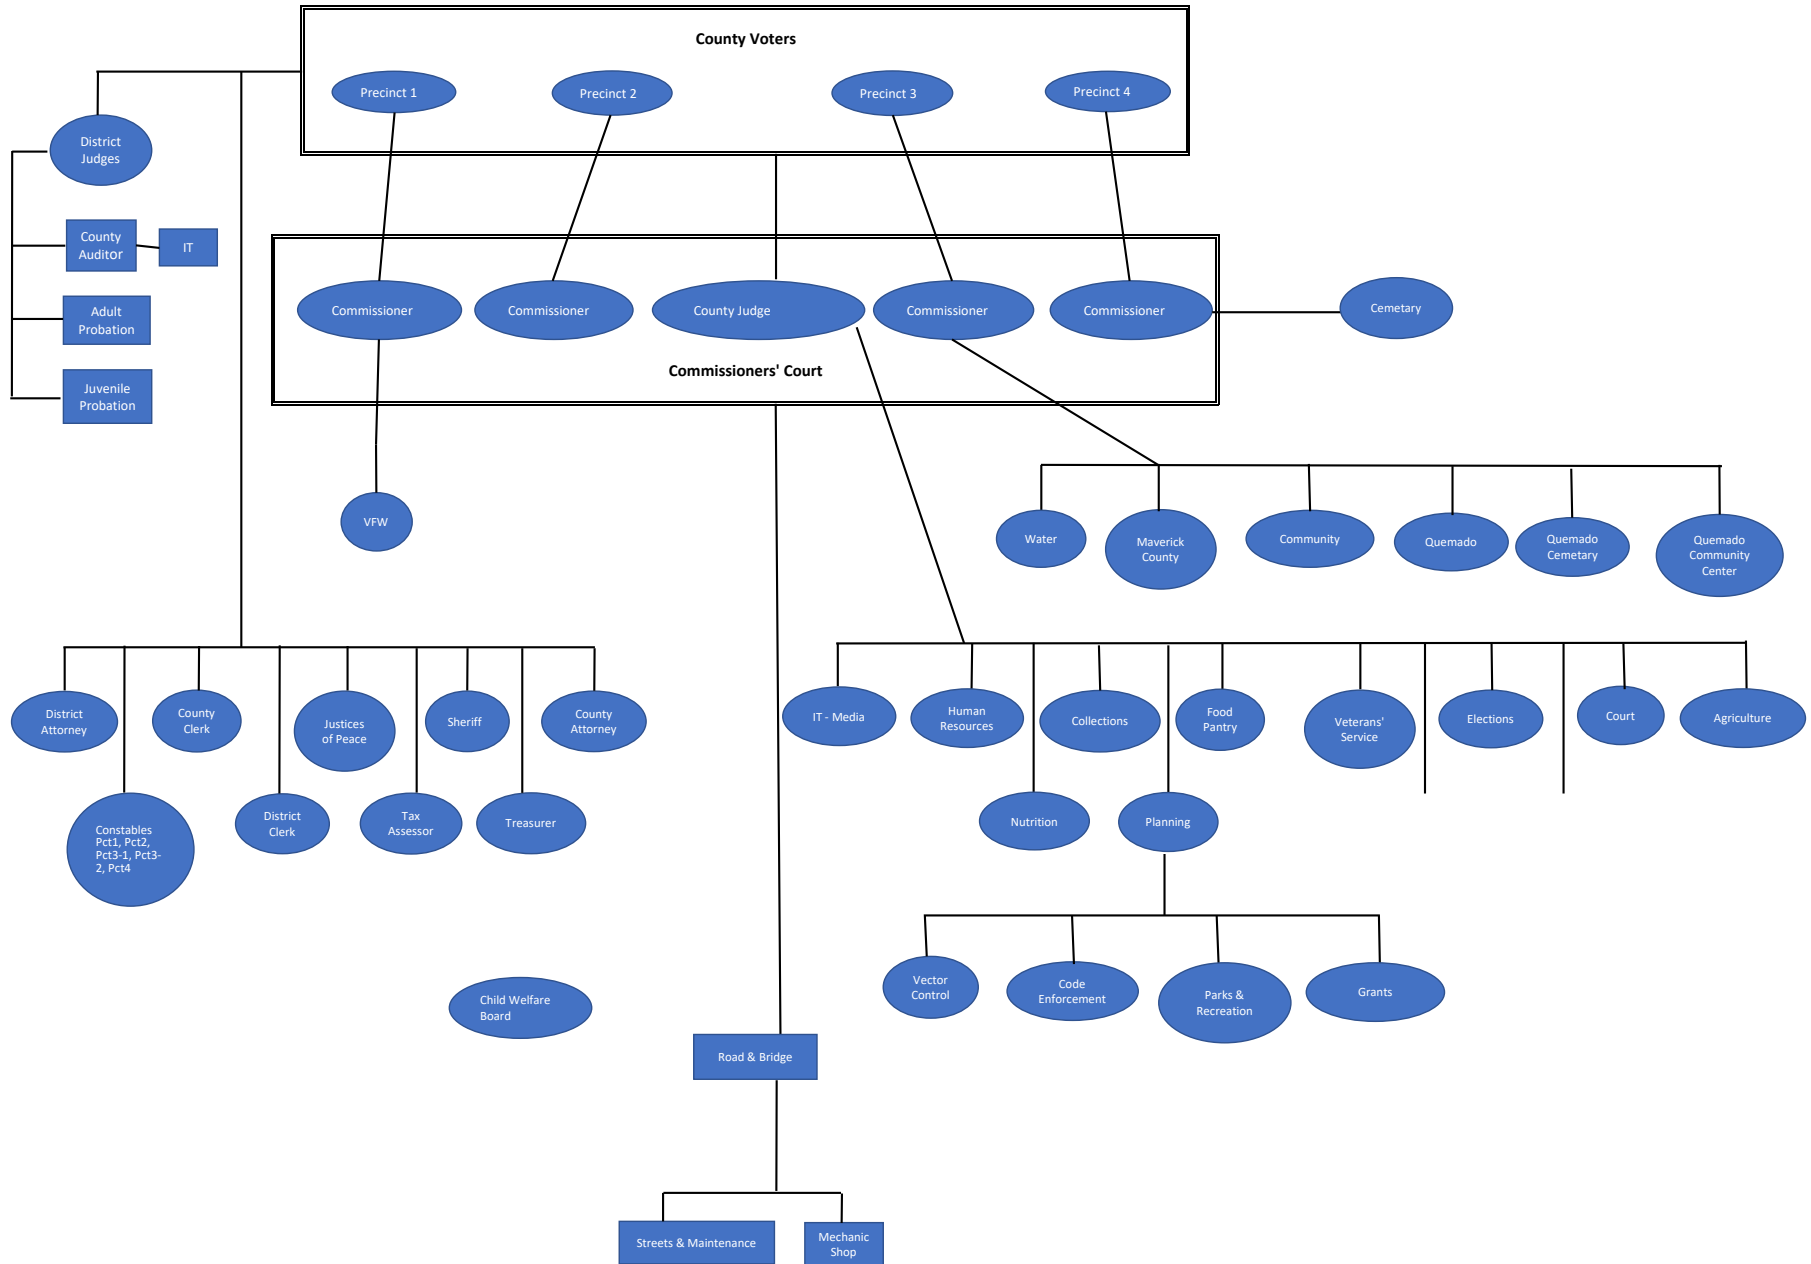 County Voters
Precinct 1
Precinct 2
Precinct 3
Precinct 4
District
Judges
County
Auditor
IT
Adult
Probation
Juvenile
Probation
Commissioner
Commissioner
County Judge
Commissioner
Commissioner
Cemetary
Commissioners' Court
VFW
Water
Maverick
County
Community
Quemado
Quemado
Cemetary
Quemado
Community
Center
District
Attorney
County
Clerk
Justices
of Peace
Sheriff
County
Attorney
IT - Media
Human
Resources
Collections
Food
Pantry
Veterans'
Service
Elections
Court
Agriculture
Constables
Pct1, Pct2,
Pct3-1, Pct3-
2, Pct4
District
Clerk
Tax
Assessor
Treasurer
Nutrition
Planning
Vector
Control
Code
Enforcement
Parks &
Recreation
Grants
Child Welfare
Board
Road & Bridge
Streets & Maintenance
Mechanic
Shop